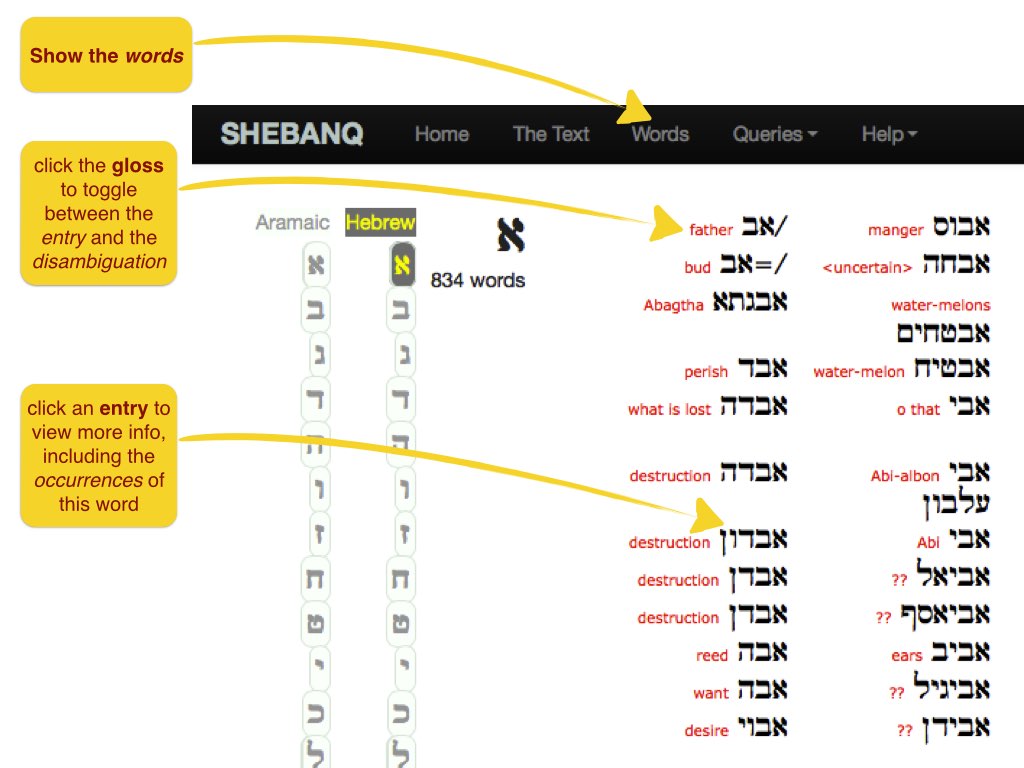 Show the words
SHEBANQ Home The Text Words Queries Help
click the gloss
to toggle
between the
entry and the
disambiguation
Aramaic Hebrew
א
834 words
א א
ב ב
ג ג
ד ד
ה ה
ו ו
ז ז
ח ח
ט ט
י י
כ כ
ל ל
click an entry to
view more info,
including the
occurrences of
this word
father אב/
bud אב=/
Abagtha אבגתא
perish אבד
what is lost אבדה
destruction אבדה
destruction אבדון
destruction אבדן
destruction אבדן
reed אבה
want אבה
desire אבוי
manger אבוס
<uncertain> אבחה
water-melons
אבטחים
water-melon אבטיח
o that אבי
Abi-albon אבי
עלבון
Abi אבי
?? אביאל
?? אביאסף
ears אביב
?? אביגיל
?? אבידן